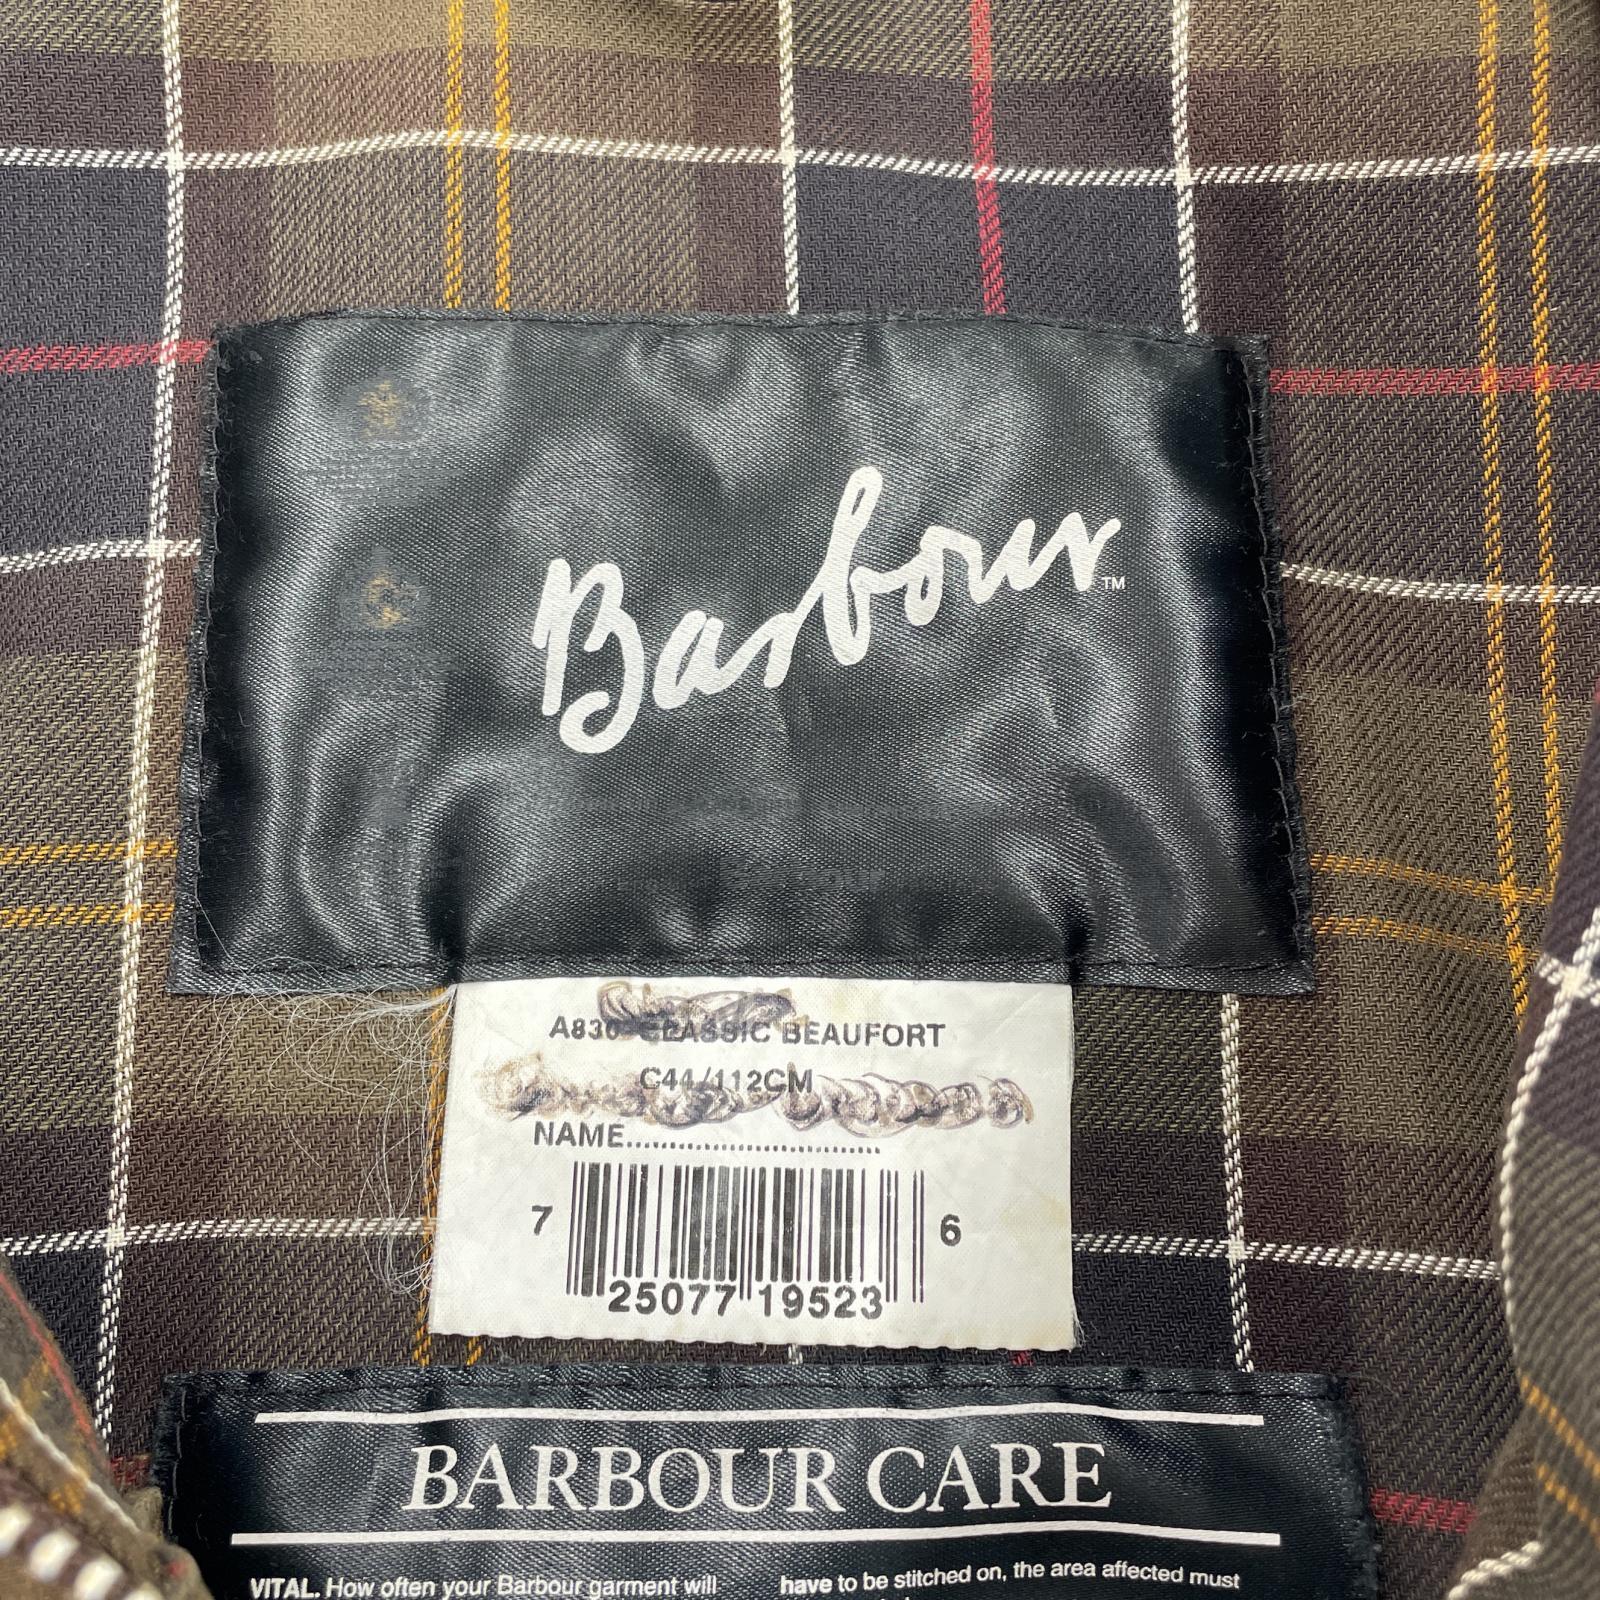 Barbour™
A830 CLASSIC BEAUFORT
C44/112CM
NAME..............................
7 25077 19523 6
BARBOUR CARE
VITAL. How often your Barbour garment will
have to be stitched on, the area affected must